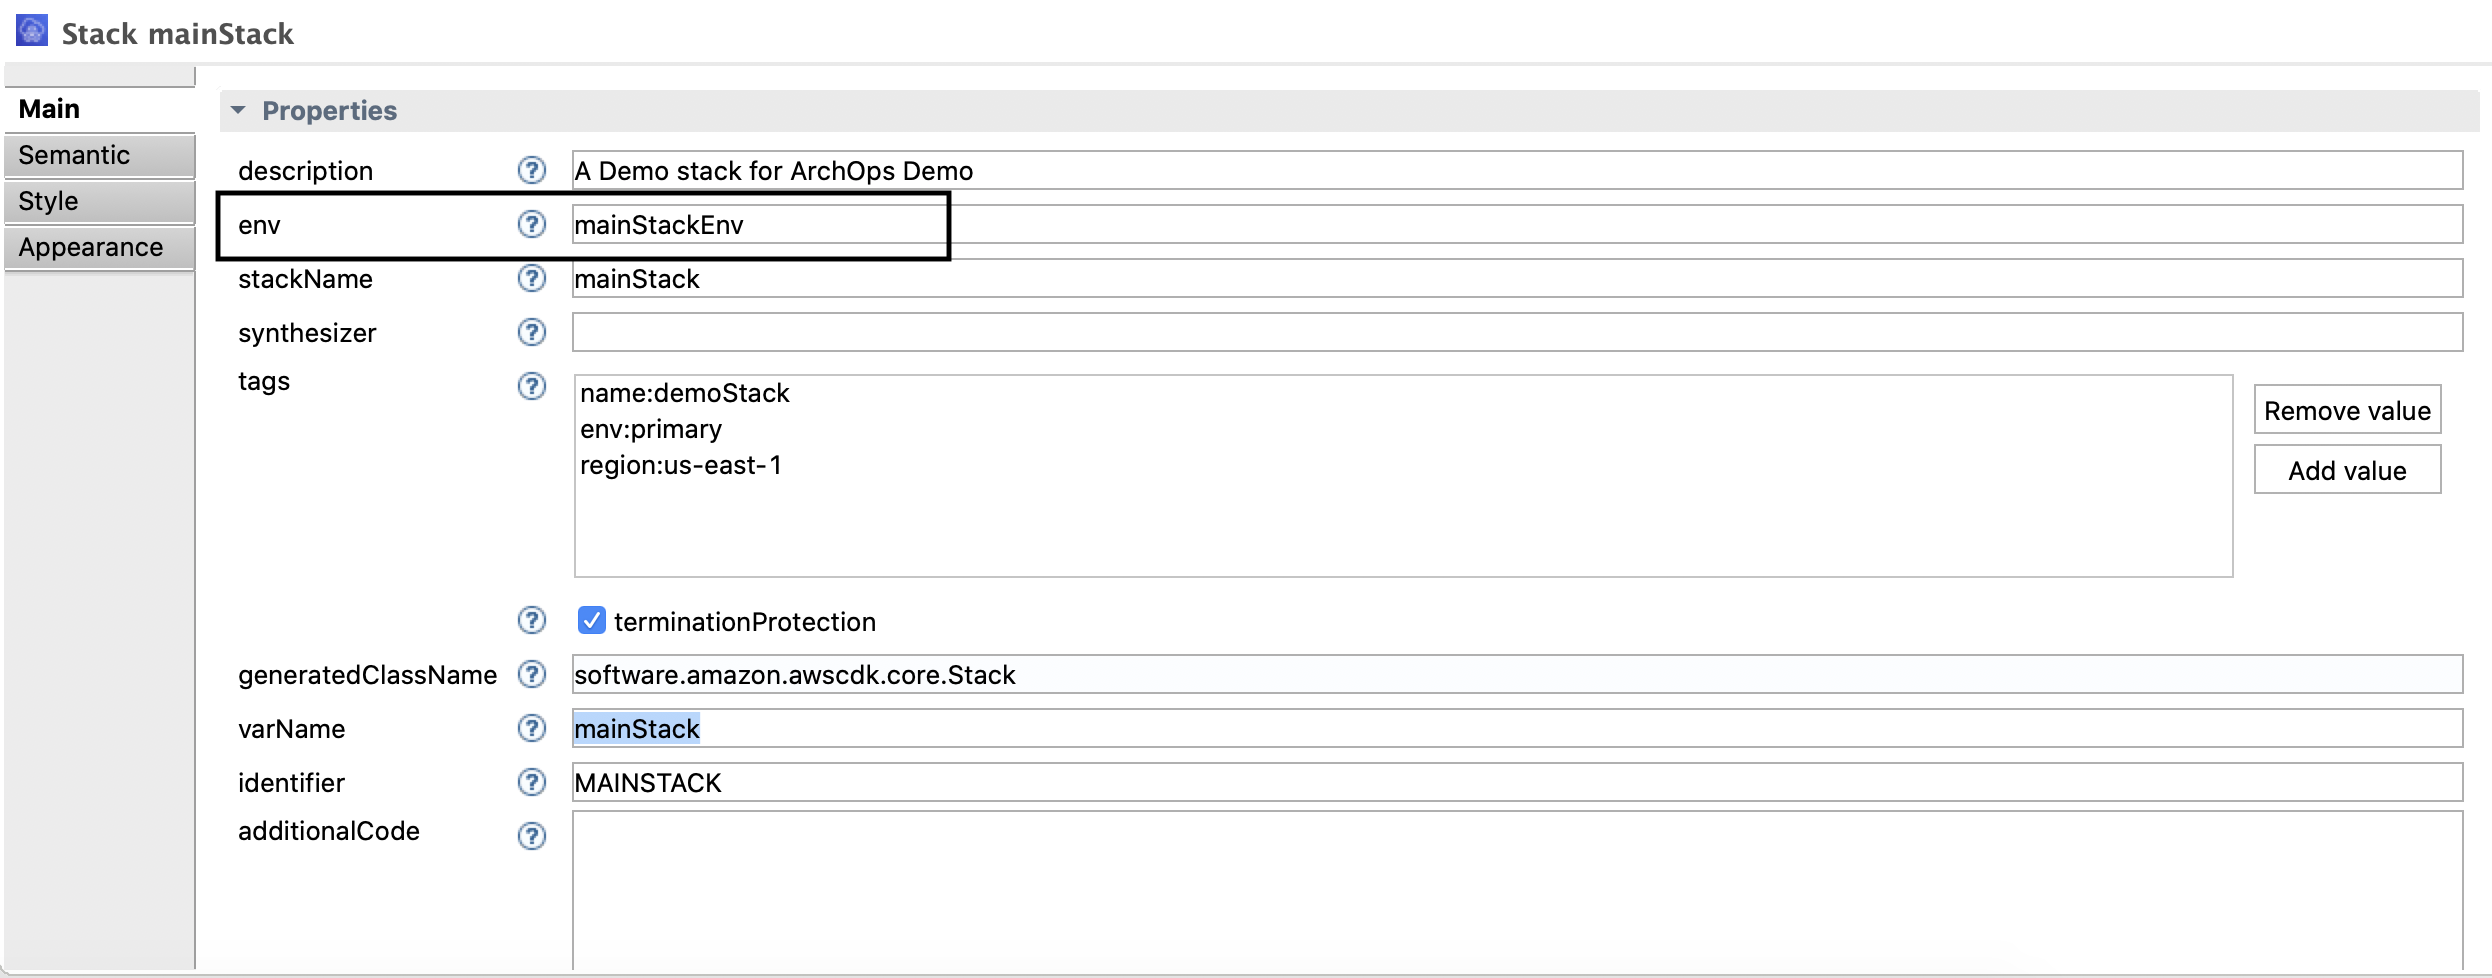 Stack mainStack
Main
Semantic
Style
Appearance
Properties
description ? A Demo stack for ArchOps Demo
env ? mainStackEnv
stackName ? mainStack
synthesizer ?
tags ? name:demoStack
env:primary
region:us-east-1
Remove value
Add value
? terminationProtection
generatedClassName ? software.amazon.awscdk.core.Stack
varName ? mainStack
identifier ? MAINSTACK
additionalCode ?